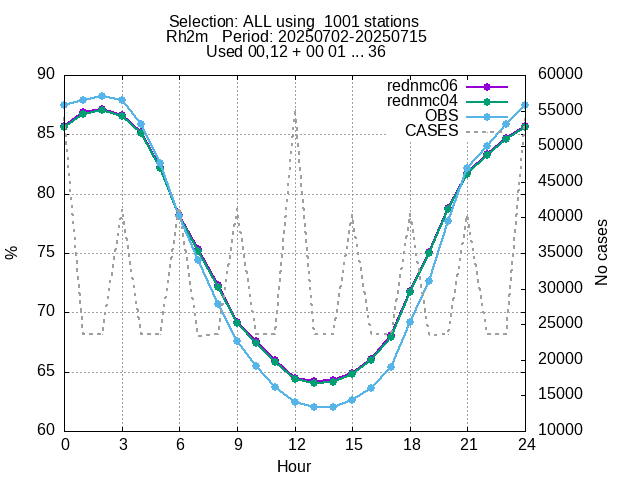 Selection: ALL using  1001 stations
Rh2m   Period: 20250702-20250715
Used 00,12 + 00 01 ... 36
rednmc06
rednmc04
OBS
CASES
90
85
80
75
70
65
60
%
60000
55000
50000
45000
40000
35000
30000
25000
20000
15000
10000
No cases
0 3 6 9 12 15 18 21 24
Hour